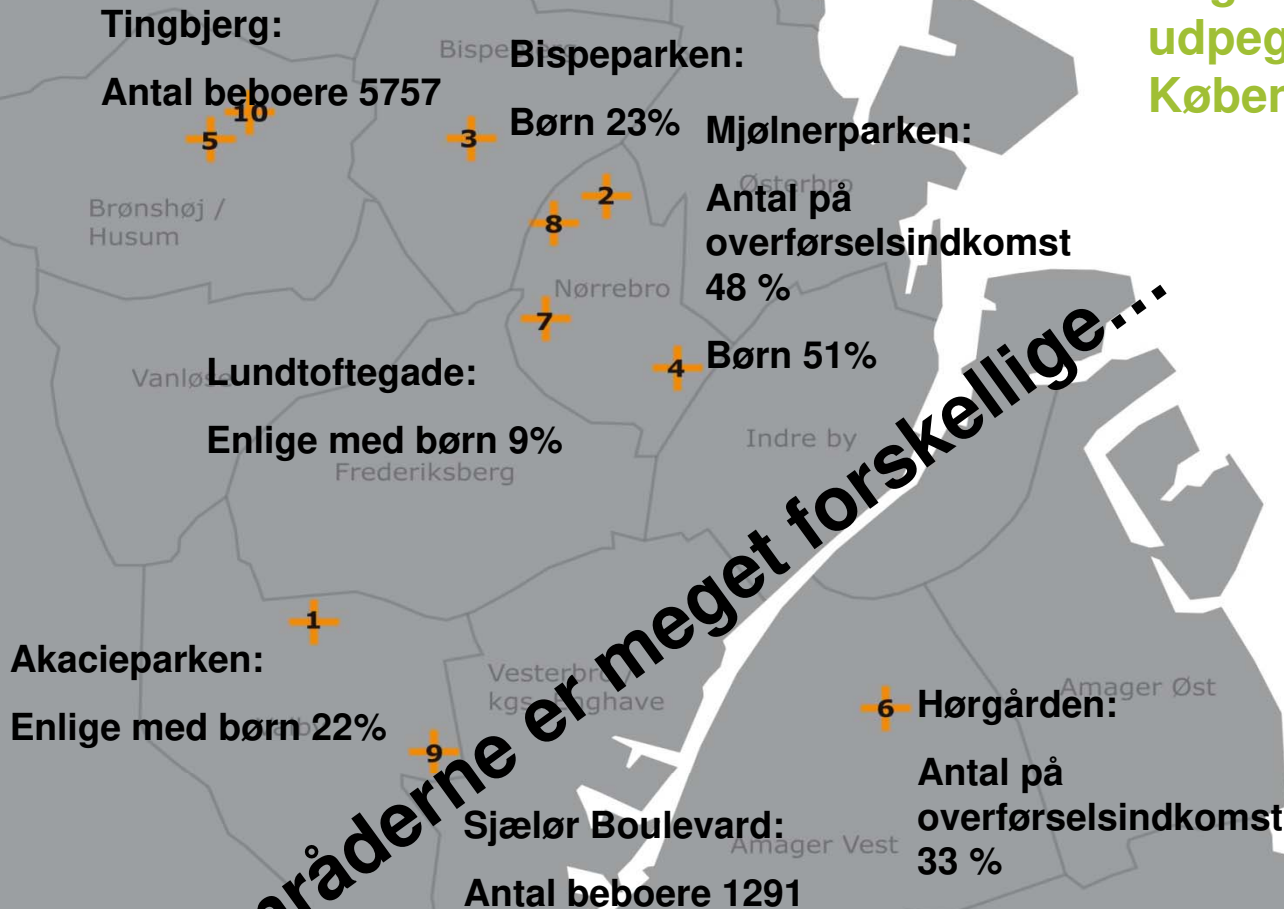 Tingbjerg:
Antal beboere 5757
udpeg
Køber
Bispeparken:
Børn 23%
Mjølnerparken:
Antal på
overførselsindkomst
48 %
Børn 51%
Lundtoftegade:
Enlige med børn 9%
Akacieparken:
Enlige med børn 22%
Sjælør Boulevard:
Antal beboere 1291
Hørgården:
Antal på
overførselsindkomst
33 %
råderne er meget forskellige...
Østerbro
Brønshøj /
Husum
Nørrebro
Indre by
Frederiksberg
Amager Øst
Amager Vest
10
5
3
2
8
7
4
1
9
6